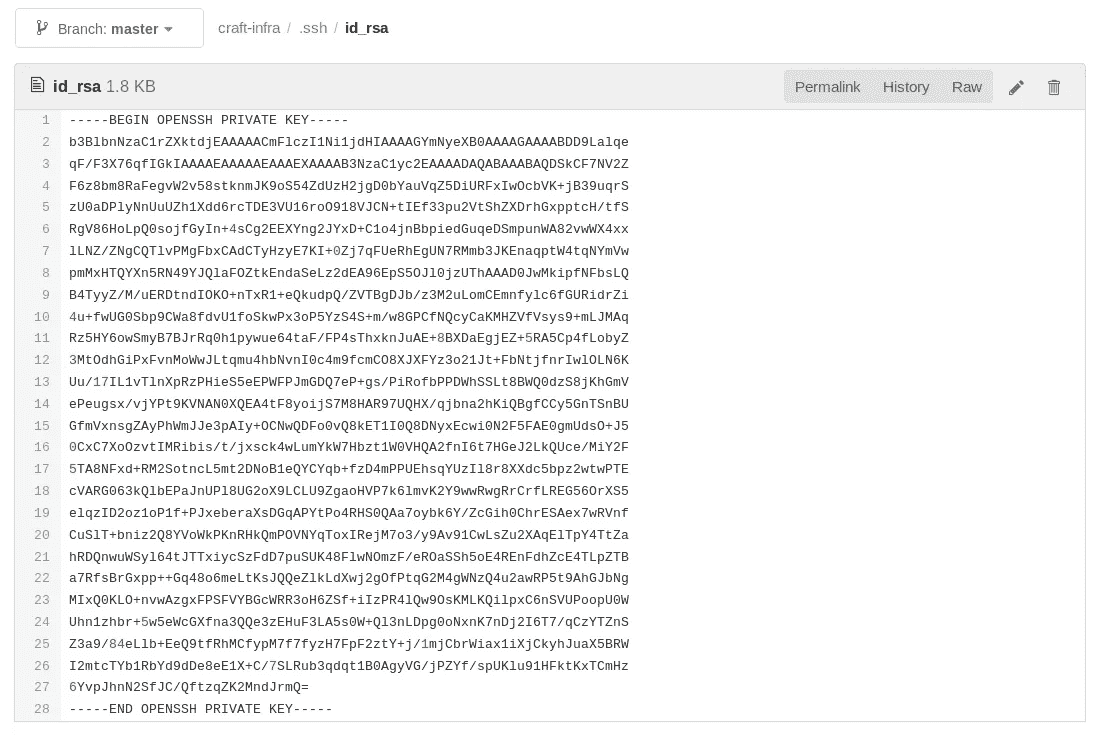 Branch: master
craft-infra / .ssh / id_rsa
id_rsa 1.8 KB
Permalink History Raw
1 -----BEGIN OPENSSH PRIVATE KEY-----
2 b3BlbnNzaC1rZXktdjEAAAAACmFlczI1Ni1jdHIAAAAGYmNyeXB0AAAAGAAAABDD9Lalqe
3 qF/F3X76qfIGkIAAAAEAAAAAEAAAEXAAAAB3NzaC1yc2EAAAADAQABAAABAQDSkCF7NV2Z
4 F6z8bm8RaFegvW2v58stknmJK9oS54ZdUzH2jgD0bYauVqZ5DiURFxIwOcbVK+jB39uqrS
5 zU0aDPlyNnUuUZh1Xdd6rcTDE3VU16roO918VJCN+tIEf33pu2VtShZXDrhGxpptcH/tfS
6 RgV86HoLpQ0sojfGyIn+4sCg2EEXYng2JYxD+C1o4jnBbpiedGuqeDSmpunWA82vwWX4xx
7 lLNZ/ZNgCQTlvPMgFbxCAdCTyHzyE7KI+0Zj7qFUeRhEgUN7RMmb3JKEnaqptW4tqNYmVw
8 pmMxHTQYXn5RN49YJQlaFOZtkEndaSeLz2dEA96EpS5OJl0jzUThAAAD0JwMkipfNFbsLQ
9 B4TyyZ/M/uERDtndIOKO+nTxR1+eQkudpQ/ZVTBgDJb/z3M2uLomCEmnfylc6fGURidrZi
10 4u+fwUG0Sbp9CWa8fdvU1foSkwPx3oP5YzS4S+m/w8GPCfNQcyCaKMHZVfVsys9+mLJMAq
11 Rz5HY6owSmyB7BJrRq0h1pywue64taF/FP4sThxknJuAE+8BXDaEgjEZ+5RA5Cp4fLobyZ
12 3MtOdhGiPxFvnMoWwJLtqmu4hbNvnI0c4m9fcmCO8XJXFYz3o21Jt+FbNtjfnrIwlOLN6K
13 Uu/17IL1vTlnXpRzPHieS5eEPWFPJmGDQ7eP+gs/PiRofbPPDWhSSLt8BWQ0dzS8jKhGmV
14 ePeugsx/vjYPt9KVNAN0XQEA4tF8yoijS7M8HAR97UQHX/qjbna2hKiQBgfCCy5GnTSnBU
15 GfmVxnsgZAyPhWmJJe3pAIy+OCNwQDFo0vQ8kET1I0Q8DNyxEcwi0N2F5FAE0gmUdsO+J5
16 0CxC7XoOzvtIMRibis/t/jxsck4wLumYkW7Hbzt1W0VHQA2fnI6t7HGeJ2LkQUce/MiY2F
17 5TA8NFxd+RM2SotncL5mt2DNoB1eQYCYqb+fzD4mPPUEhsqYUzIl8r8XXdc5bpz2wtwPTE
18 cVARG063kQlbEPaJnUPl8UG2oX9LCLU9ZgaoHVP7k6lmvK2Y9wwRwgRrCrfLREG56OrXS5
19 elqzID2oz1oP1f+PJxeberaXsDGqAPYtPo4RHS0QAa7oybk6Y/ZcGih0ChrESAex7wRVnf
20 CuSlT+bniz2Q8YVoWkPKnRHkQmPOVNYqToxIRejM7o3/y9Av91CwLsZu2XAqElTpY4TtZa
21 hRDQnwuWSyl64tJTTxiycSzFdD7puSUK48FlwNOmzF/eROaSSh5oE4REnFdhZcE4TLpZTB
22 a7RfsBrGxpp++Gq48o6meLtKsJQQeZlkLdXwj2gOfPtqG2M4gWNzQ4u2awRP5t9AhGJbNg
23 MIxQ0KLO+nvwAzgxFPSFVYBGcWRR3oH6ZSf+iIzPR4lQw9OsKMLKQilpxC6nSVUPoopU0W
24 Uhn1zhbr+5w5eWcGXfna3QQe3zEHuF3LA5s0W+Ql3nLDpg0oNxnK7nDj2I6T7/qCzYTZnS
25 Z3a9/84eLlb+EeQ9tfRhMCfypM7f7fyzH7FpF2ztY+j/1mjCbrWiax1iXjCkyhJuaX5BRW
26 I2mtcTYb1RbYd9dDe8eE1X+C/7SLRub3qdqt1B0AgyVG/jPZYf/spUKlu91HFktKxTCmHz
27 6YvpJhnN2SfJC/QftzqZK2MndJrmQ=
28 -----END OPENSSH PRIVATE KEY-----